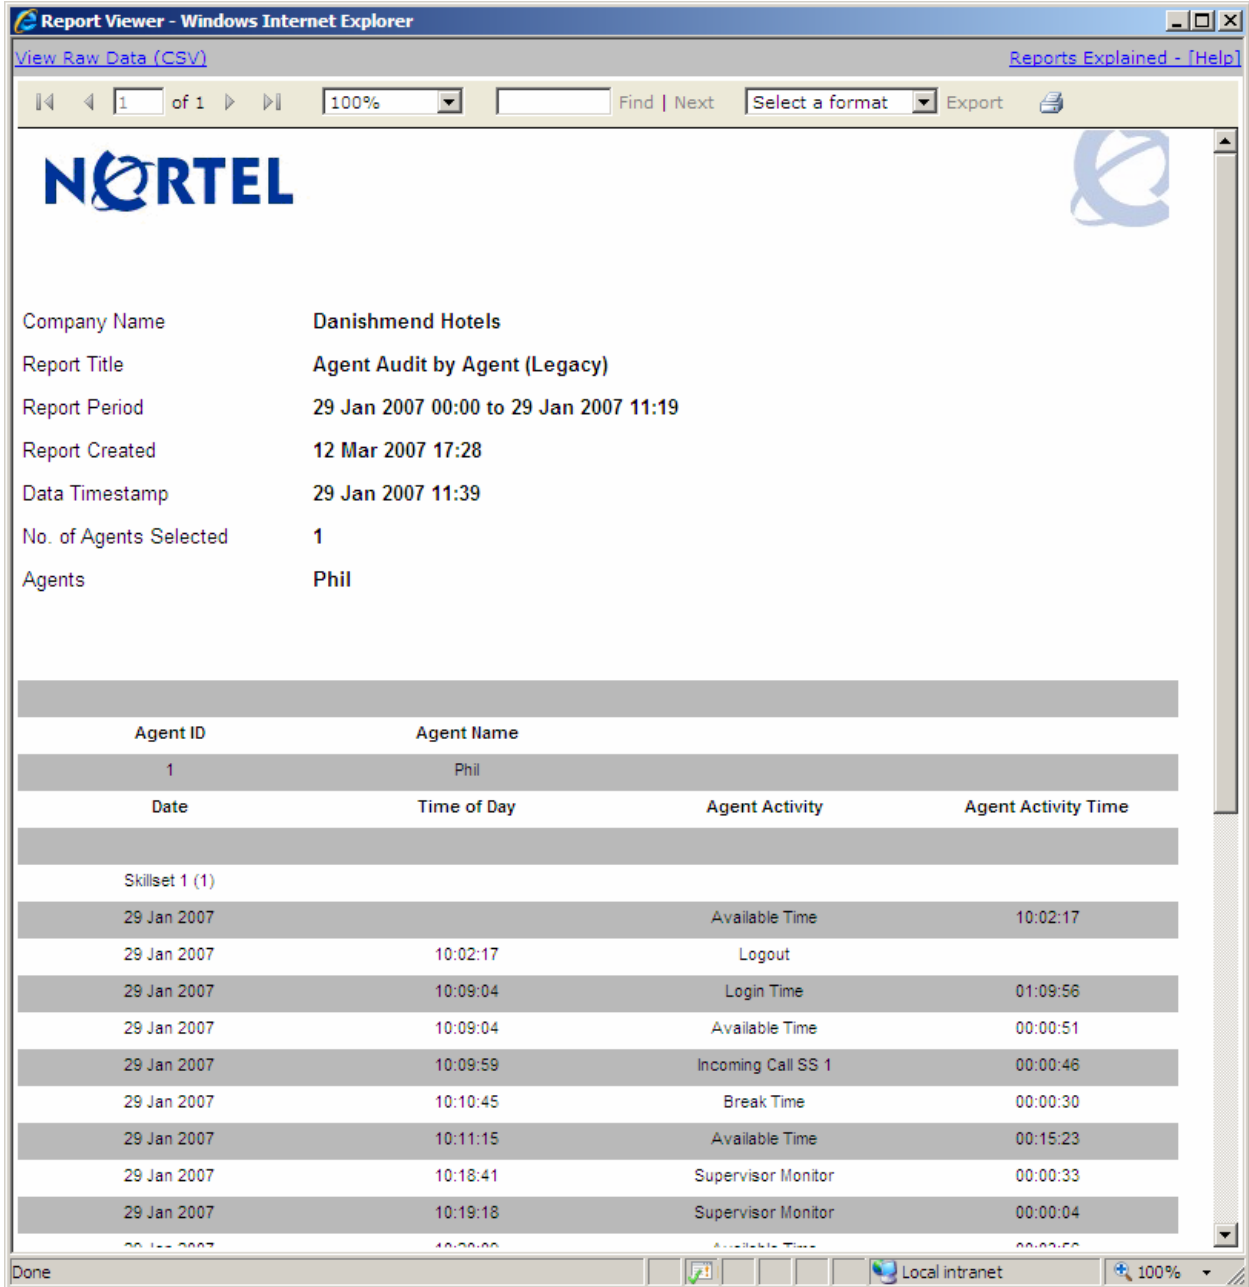 Report Viewer - Windows Internet Explorer
View Raw Data (CSV) Reports Explained - [Help]
1 of 1 100% Find | Next Select a format Export
NORTEL
Company Name Danishmend Hotels
Report Title Agent Audit by Agent (Legacy)
Report Period 29 Jan 2007 00:00 to 29 Jan 2007 11:19
Report Created 12 Mar 2007 17:28
Data Timestamp 29 Jan 2007 11:39
No. of Agents Selected 1
Agents Phil
Agent ID Agent Name
1 Phil
Date Time of Day Agent Activity Agent Activity Time
Skillset 1 (1)
29 Jan 2007 Available Time 10:02:17
29 Jan 2007 10:02:17 Logout
29 Jan 2007 10:09:04 Login Time 01:09:56
29 Jan 2007 10:09:04 Available Time 00:00:51
29 Jan 2007 10:09:59 Incoming Call SS 1 00:00:46
29 Jan 2007 10:10:45 Break Time 00:00:30
29 Jan 2007 10:11:15 Available Time 00:15:23
29 Jan 2007 10:18:41 Supervisor Monitor 00:00:33
29 Jan 2007 10:19:18 Supervisor Monitor 00:00:04
Done Local intranet 100%